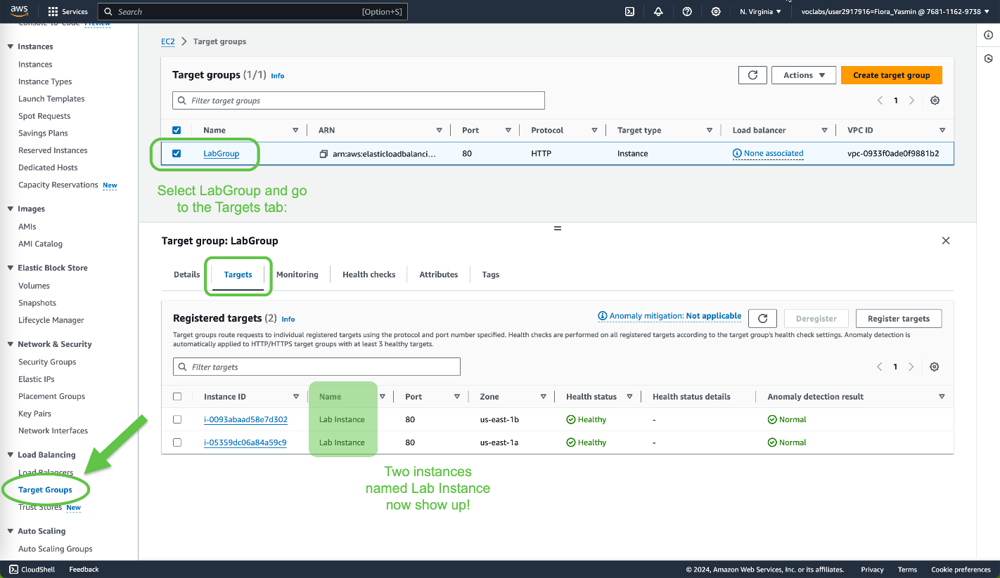 aws
Services
Search
[Option+S]
N. Virginia
voclabs/user2917916=Flora_Yasmin @ 7681-1162-9738
Console-to-Code Preview
Instances
Instances
Instance Types
Launch Templates
Spot Requests
Savings Plans
Reserved Instances
Dedicated Hosts
Capacity Reservations New
Images
AMIs
AMI Catalog
Elastic Block Store
Volumes
Snapshots
Lifecycle Manager
Network & Security
Security Groups
Elastic IPs
Placement Groups
Key Pairs
Network Interfaces
Load Balancing
Load Balancers
Target Groups
Trust Stores New
Auto Scaling
Auto Scaling Groups
EC2 Target groups
Target groups (1/1) Info
Actions
Create target group
Filter target groups
1
Name ARN Port Protocol Target type Load balancer VPC ID
LabGroup arn:aws:elasticloadbalanci... 80 HTTP Instance None associated vpc-0933f0ade0f9881b2
Select LabGroup and go
to the Targets tab:
Target group: LabGroup
Details Targets Monitoring Health checks Attributes Tags
Registered targets (2) Info
Anomaly mitigation: Not applicable
Deregister
Register targets
Target groups route requests to individual registered targets using the protocol and port number specified. Health checks are performed on all registered targets according to the target group's health check settings. Anomaly detection is
automatically applied to HTTP/HTTPS target groups with at least 3 healthy targets.
Filter targets
1
Instance ID Name Port Zone Health status Health status details Anomaly detection result
i-0093abaad58e7d302 Lab Instance 80 us-east-1b Healthy - Normal
i-05359dc06a84a59c9 Lab Instance 80 us-east-1a Healthy - Normal
Two instances
named Lab Instance
now show up!
CloudShell Feedback
© 2024, Amazon Web Services, Inc. or its affiliates. Privacy Terms Cookie preferences